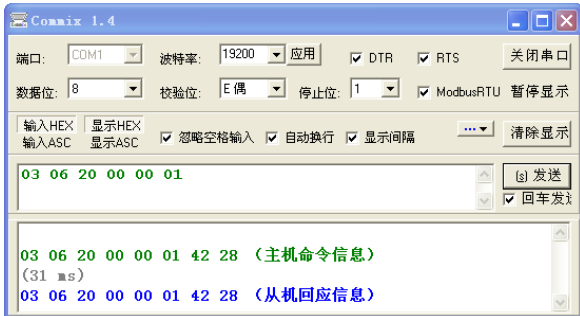 Commix 1.4
端口: COM1 波特率: 19200 应用 DTR RTS 关闭串口
数据位: 8 校验位: E偶 停止位: 1 ModbusRTU 暂停显示
输入HEX 显示HEX
输入ASC 显示ASC 忽略空格输入 自动换行 显示间隔 ... 清除显示
03 06 20 00 00 01 [s] 发送
回车发送
03 06 20 00 00 01 42 28 (主机命令信息)
(31 ms)
03 06 20 00 00 01 42 28 (从机回应信息)